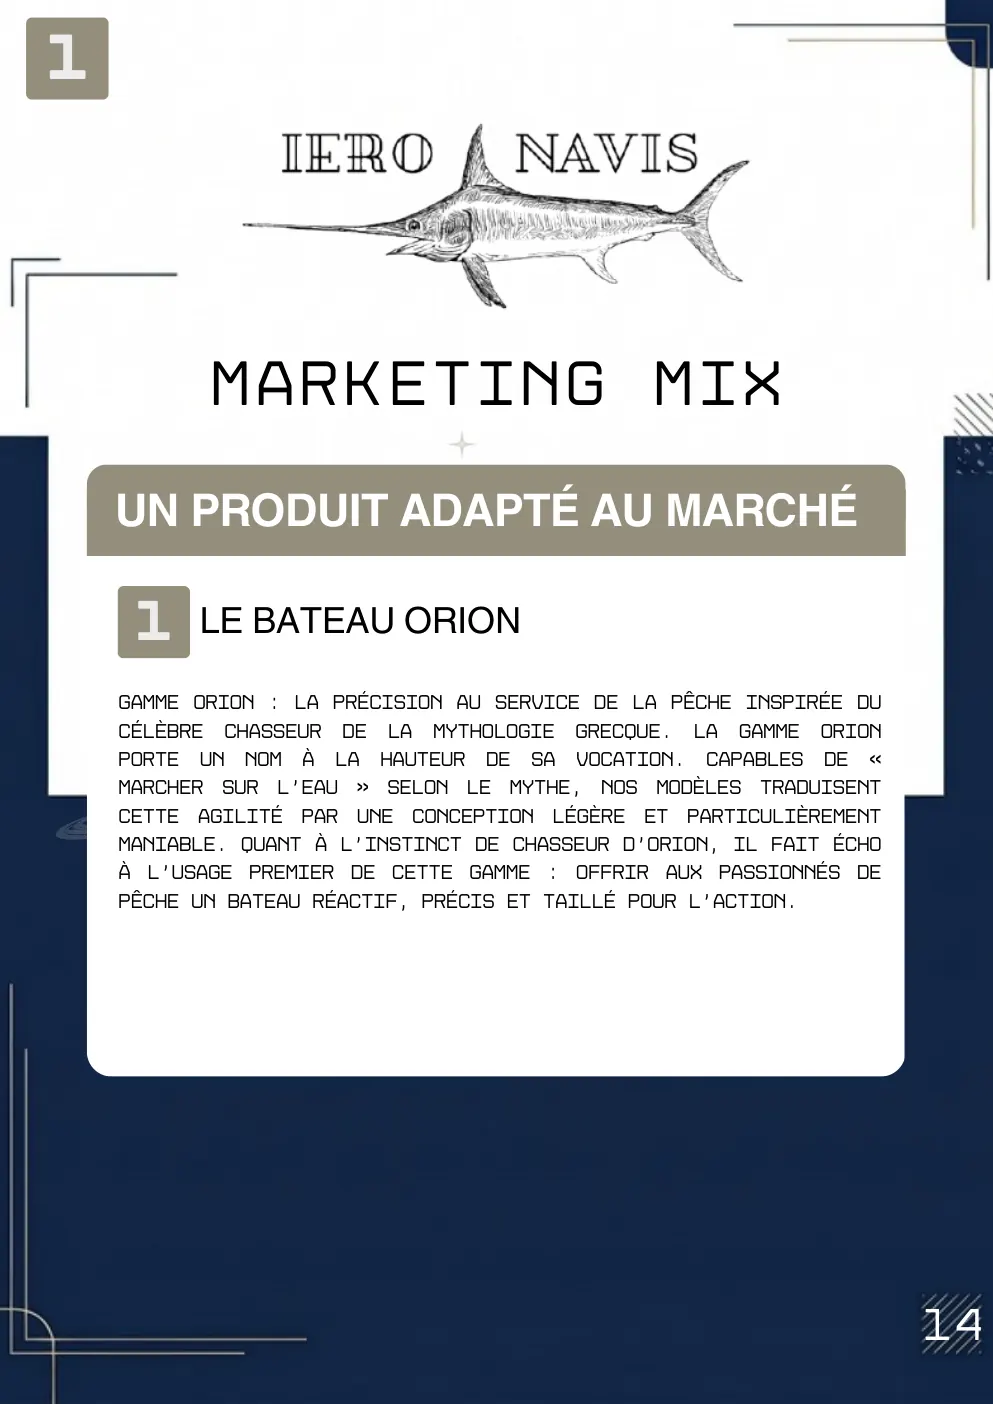 1
IERO NAVIS
MARKETING MIX
UN PRODUIT ADAPTÉ AU MARCHÉ
1 LE BATEAU ORION
GAMME ORION : LA PRÉCISION AU SERVICE DE LA PÊCHE INSPIRÉE DU
CÉLÈBRE CHASSEUR DE LA MYTHOLOGIE GRECQUE. LA GAMME ORION
PORTE UN NOM À LA HAUTEUR DE SA VOCATION. CAPABLES DE «
MARCHER SUR L'EAU » SELON LE MYTHE, NOS MODÈLES TRADUISENT
CETTE AGILITÉ PAR UNE CONCEPTION LÉGÈRE ET PARTICULIÈREMENT
MANIABLE. QUANT À L'INSTINCT DE CHASSEUR D'ORION, IL FAIT ÉCHO
À L'USAGE PREMIER DE CETTE GAMME : OFFRIR AUX PASSIONNÉS DE
PÊCHE UN BATEAU RÉACTIF, PRÉCIS ET TAILLÉ POUR L'ACTION.
14